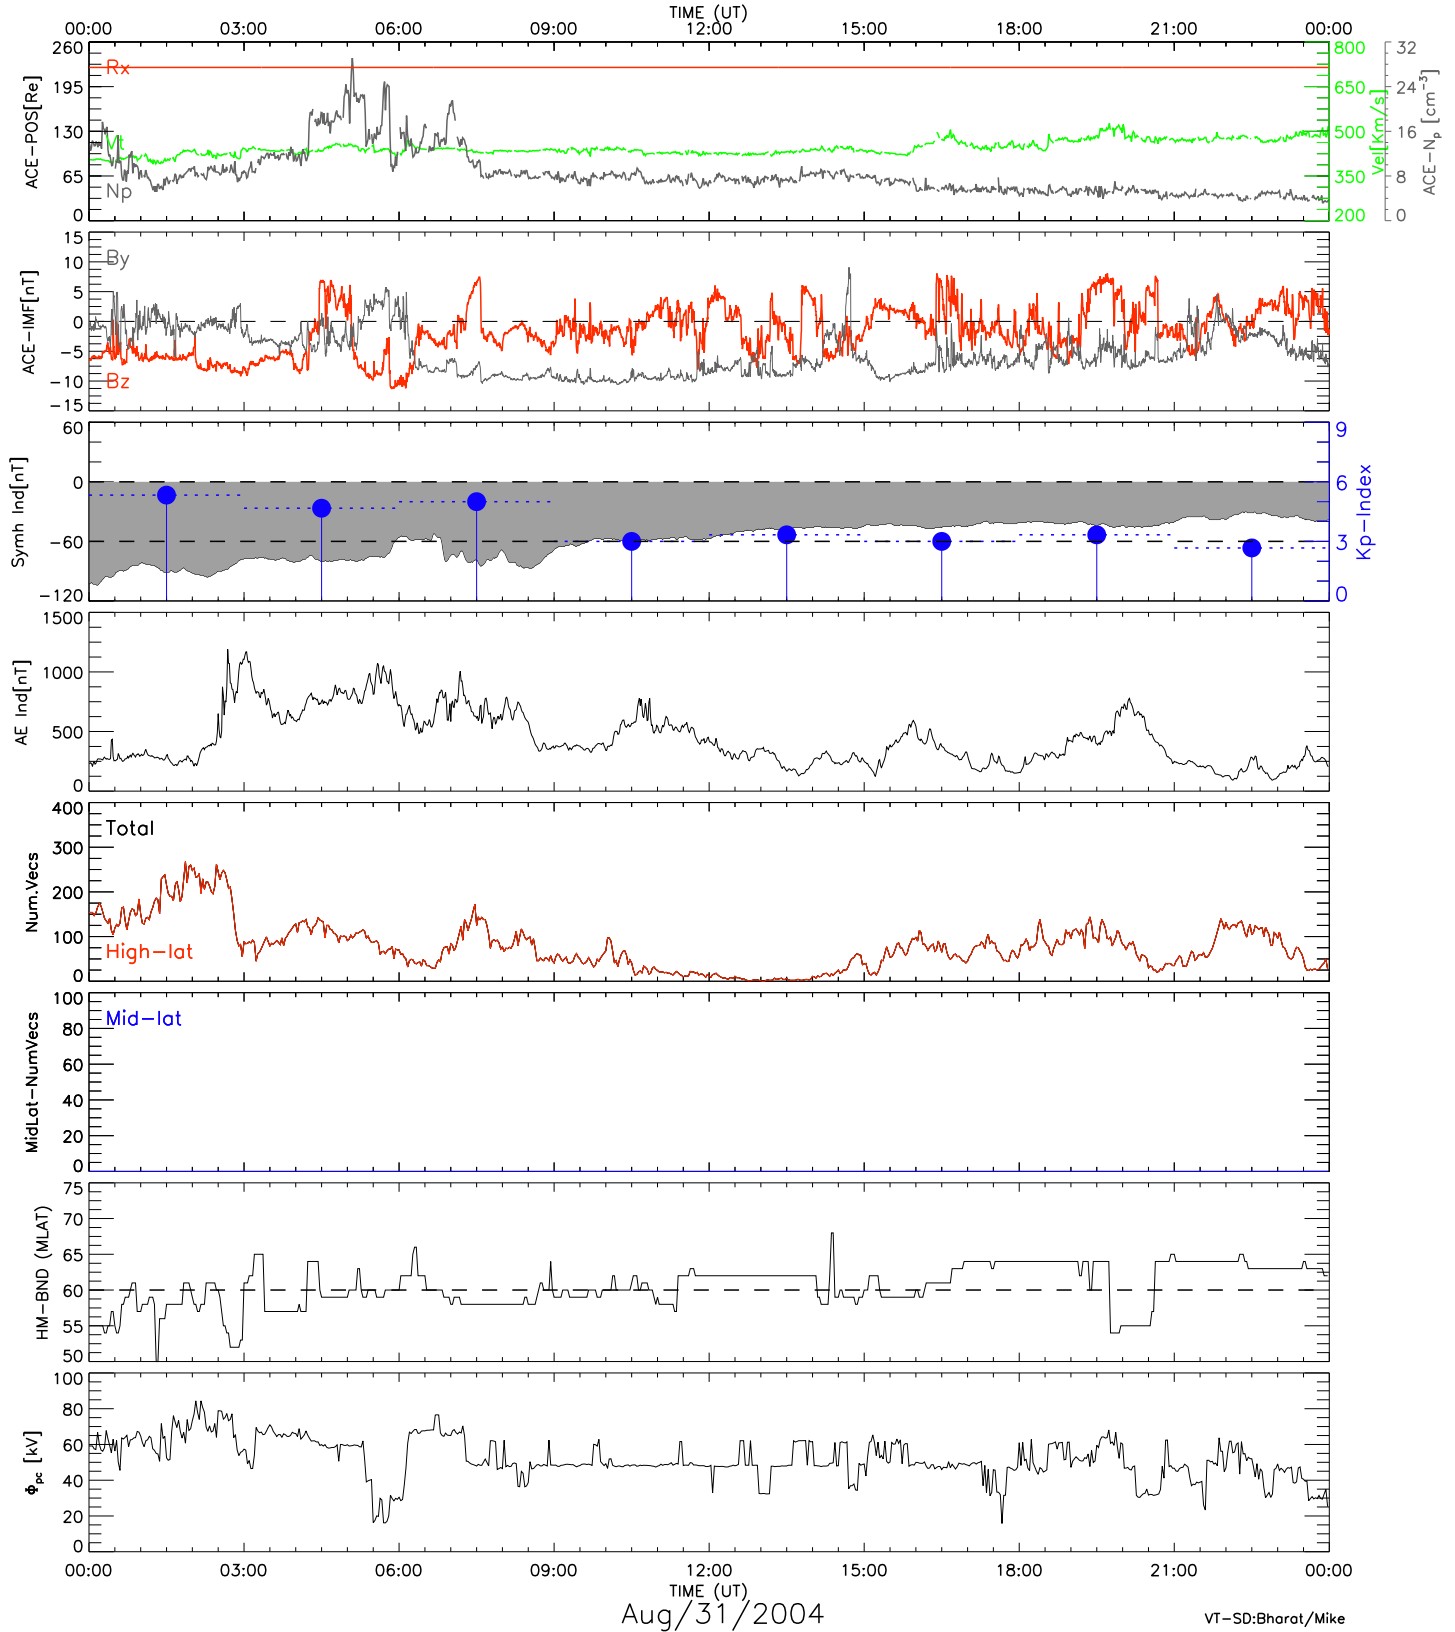 TIME (UT)
00:00 03:00 06:00 09:00 12:00 15:00 18:00 21:00 00:00
260 195 130 65 0
ACE-POS[Re]
Rx
Np
800 650 500 350 200
Vel[Km/s]
32 24 16 8 0
ACE-Np [cm-3]
15 10 5 0 -5 -10 -15
ACE-IMF[nT]
By
Bz
60 0 -60 -120
Symh Ind[nT]
9 6 3 0
Kp-Index
1500 1000 500 0
AE Ind[nT]
400 300 200 100 0
Num.Vecs
Total
High-lat
100 80 60 40 20 0
MidLat-NumVecs
Mid-lat
75 70 65 60 55 50
HM-BND (MLAT)
100 80 60 40 20 0
Φpc [kV]
00:00 03:00 06:00 09:00 12:00 15:00 18:00 21:00 00:00
TIME (UT)
Aug/31/2004
VT-SD:Bharat/Mike